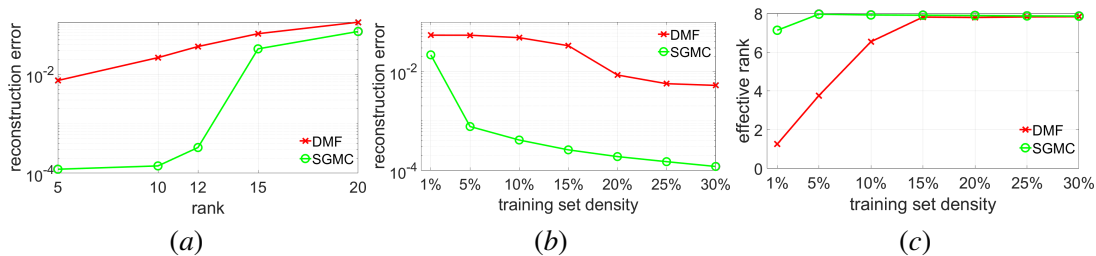 reconstruction error
10^-2
10^-4
5
10
12
15
20
rank
DMF
SGMC
(a)
reconstruction error
10^-2
10^-4
1%
5%
10%
15%
20%
25%
30%
training set density
DMF
SGMC
(b)
effective rank
8
6
4
2
0
1%
5%
10%
15%
20%
25%
30%
training set density
DMF
SGMC
(c)